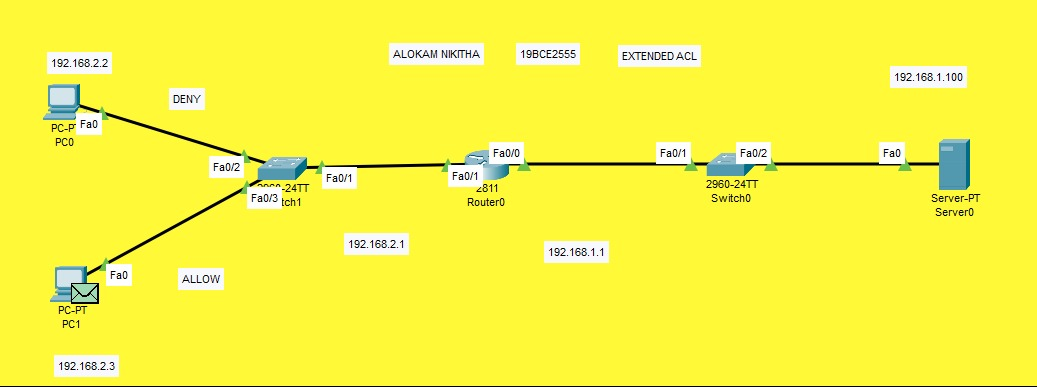 ALOKAM NIKITHA
19BCE2555
EXTENDED ACL
192.168.2.2
192.168.1.100
DENY
Fa0
PC0
Fa0/2
Fa0/1
Fa0/3
Fa0/1
Fa0/0
2811
Router0
Fa0/1
Fa0/2
2960-24TT
Switch0
Fa0
Server-PT
Server0
192.168.2.1
192.168.1.1
Fa0
ALLOW
PC-PT
PC1
192.168.2.3